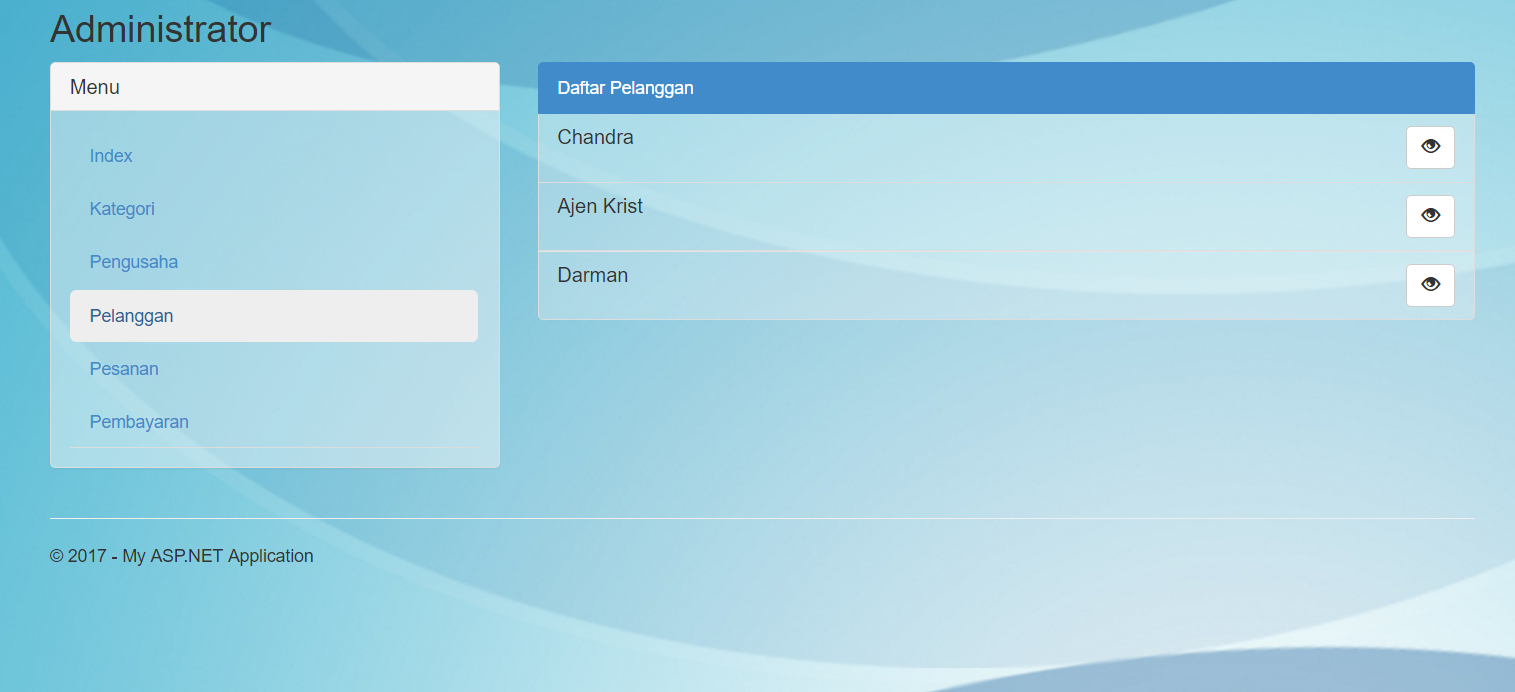 Administrator
Menu
Index
Kategori
Pengusaha
Pelanggan
Pesanan
Pembayaran
Daftar Pelanggan
Chandra
Ajen Krist
Darman
© 2017 - My ASP.NET Application